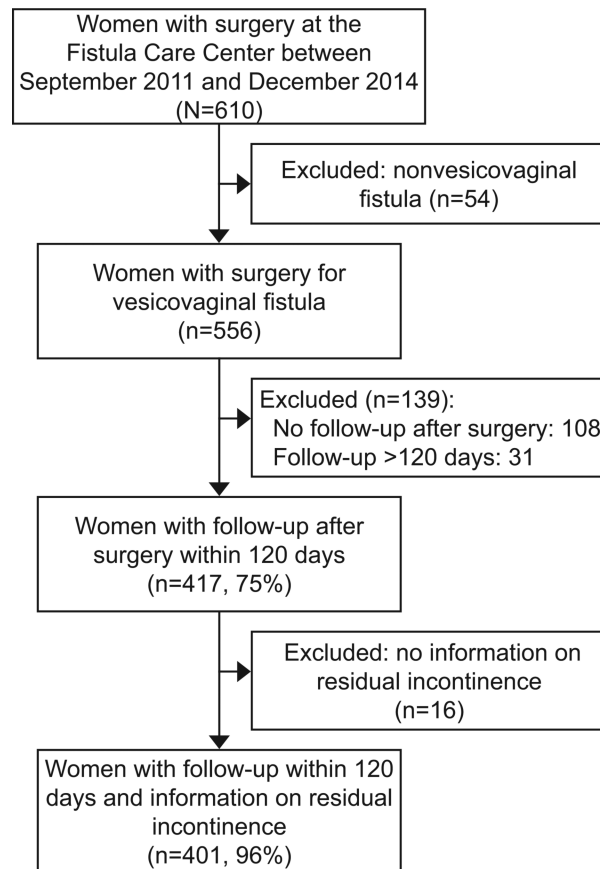 Women with surgery at the
Fistula Care Center between
September 2011 and December 2014
(N=610)
Excluded: nonvesicovaginal
fistula (n=54)
Women with surgery for
vesicovaginal fistula
(n=556)
Excluded (n=139):
No follow-up after surgery: 108
Follow-up >120 days: 31
Women with follow-up after
surgery within 120 days
(n=417, 75%)
Excluded: no information on
residual incontinence
(n=16)
Women with follow-up within 120
days and information on residual
incontinence
(n=401, 96%)